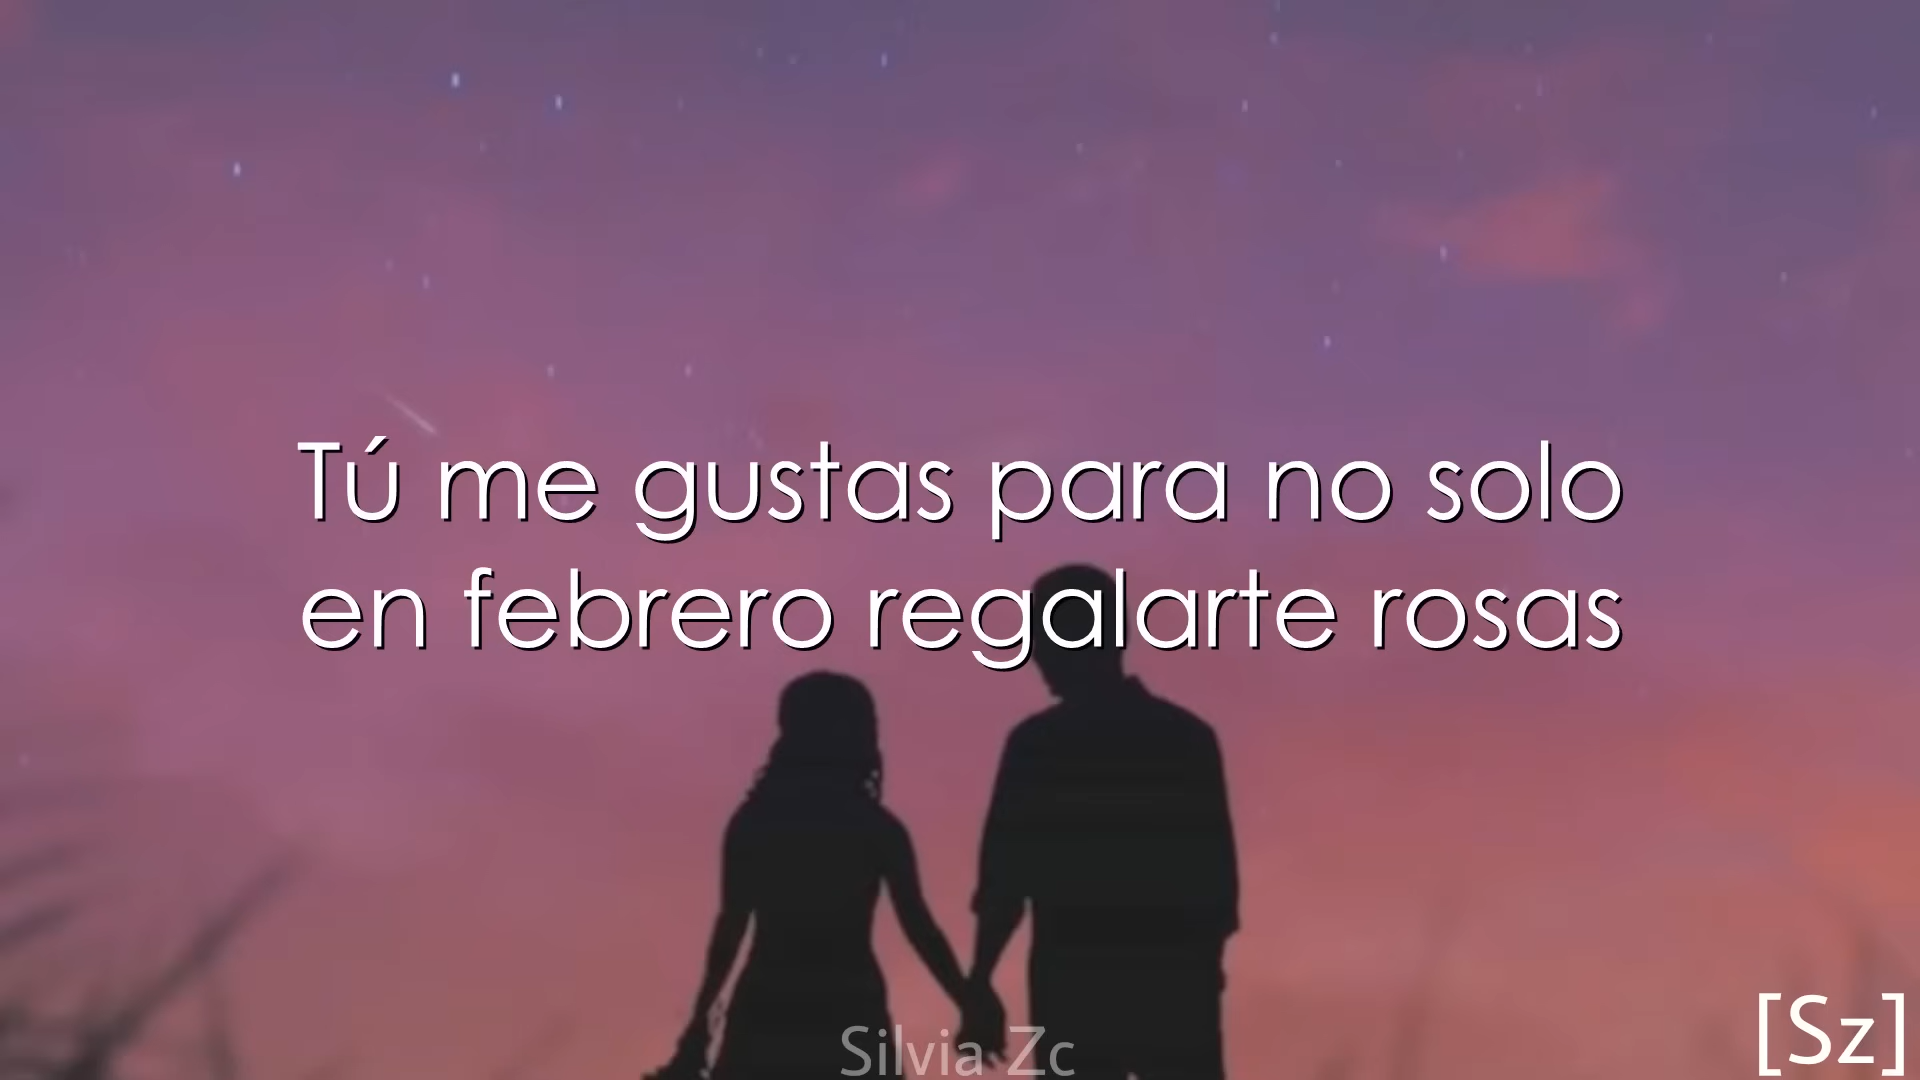 Tú me gustas para no solo
en febrero regalarte rosas
Silvia Zc
[Sz]